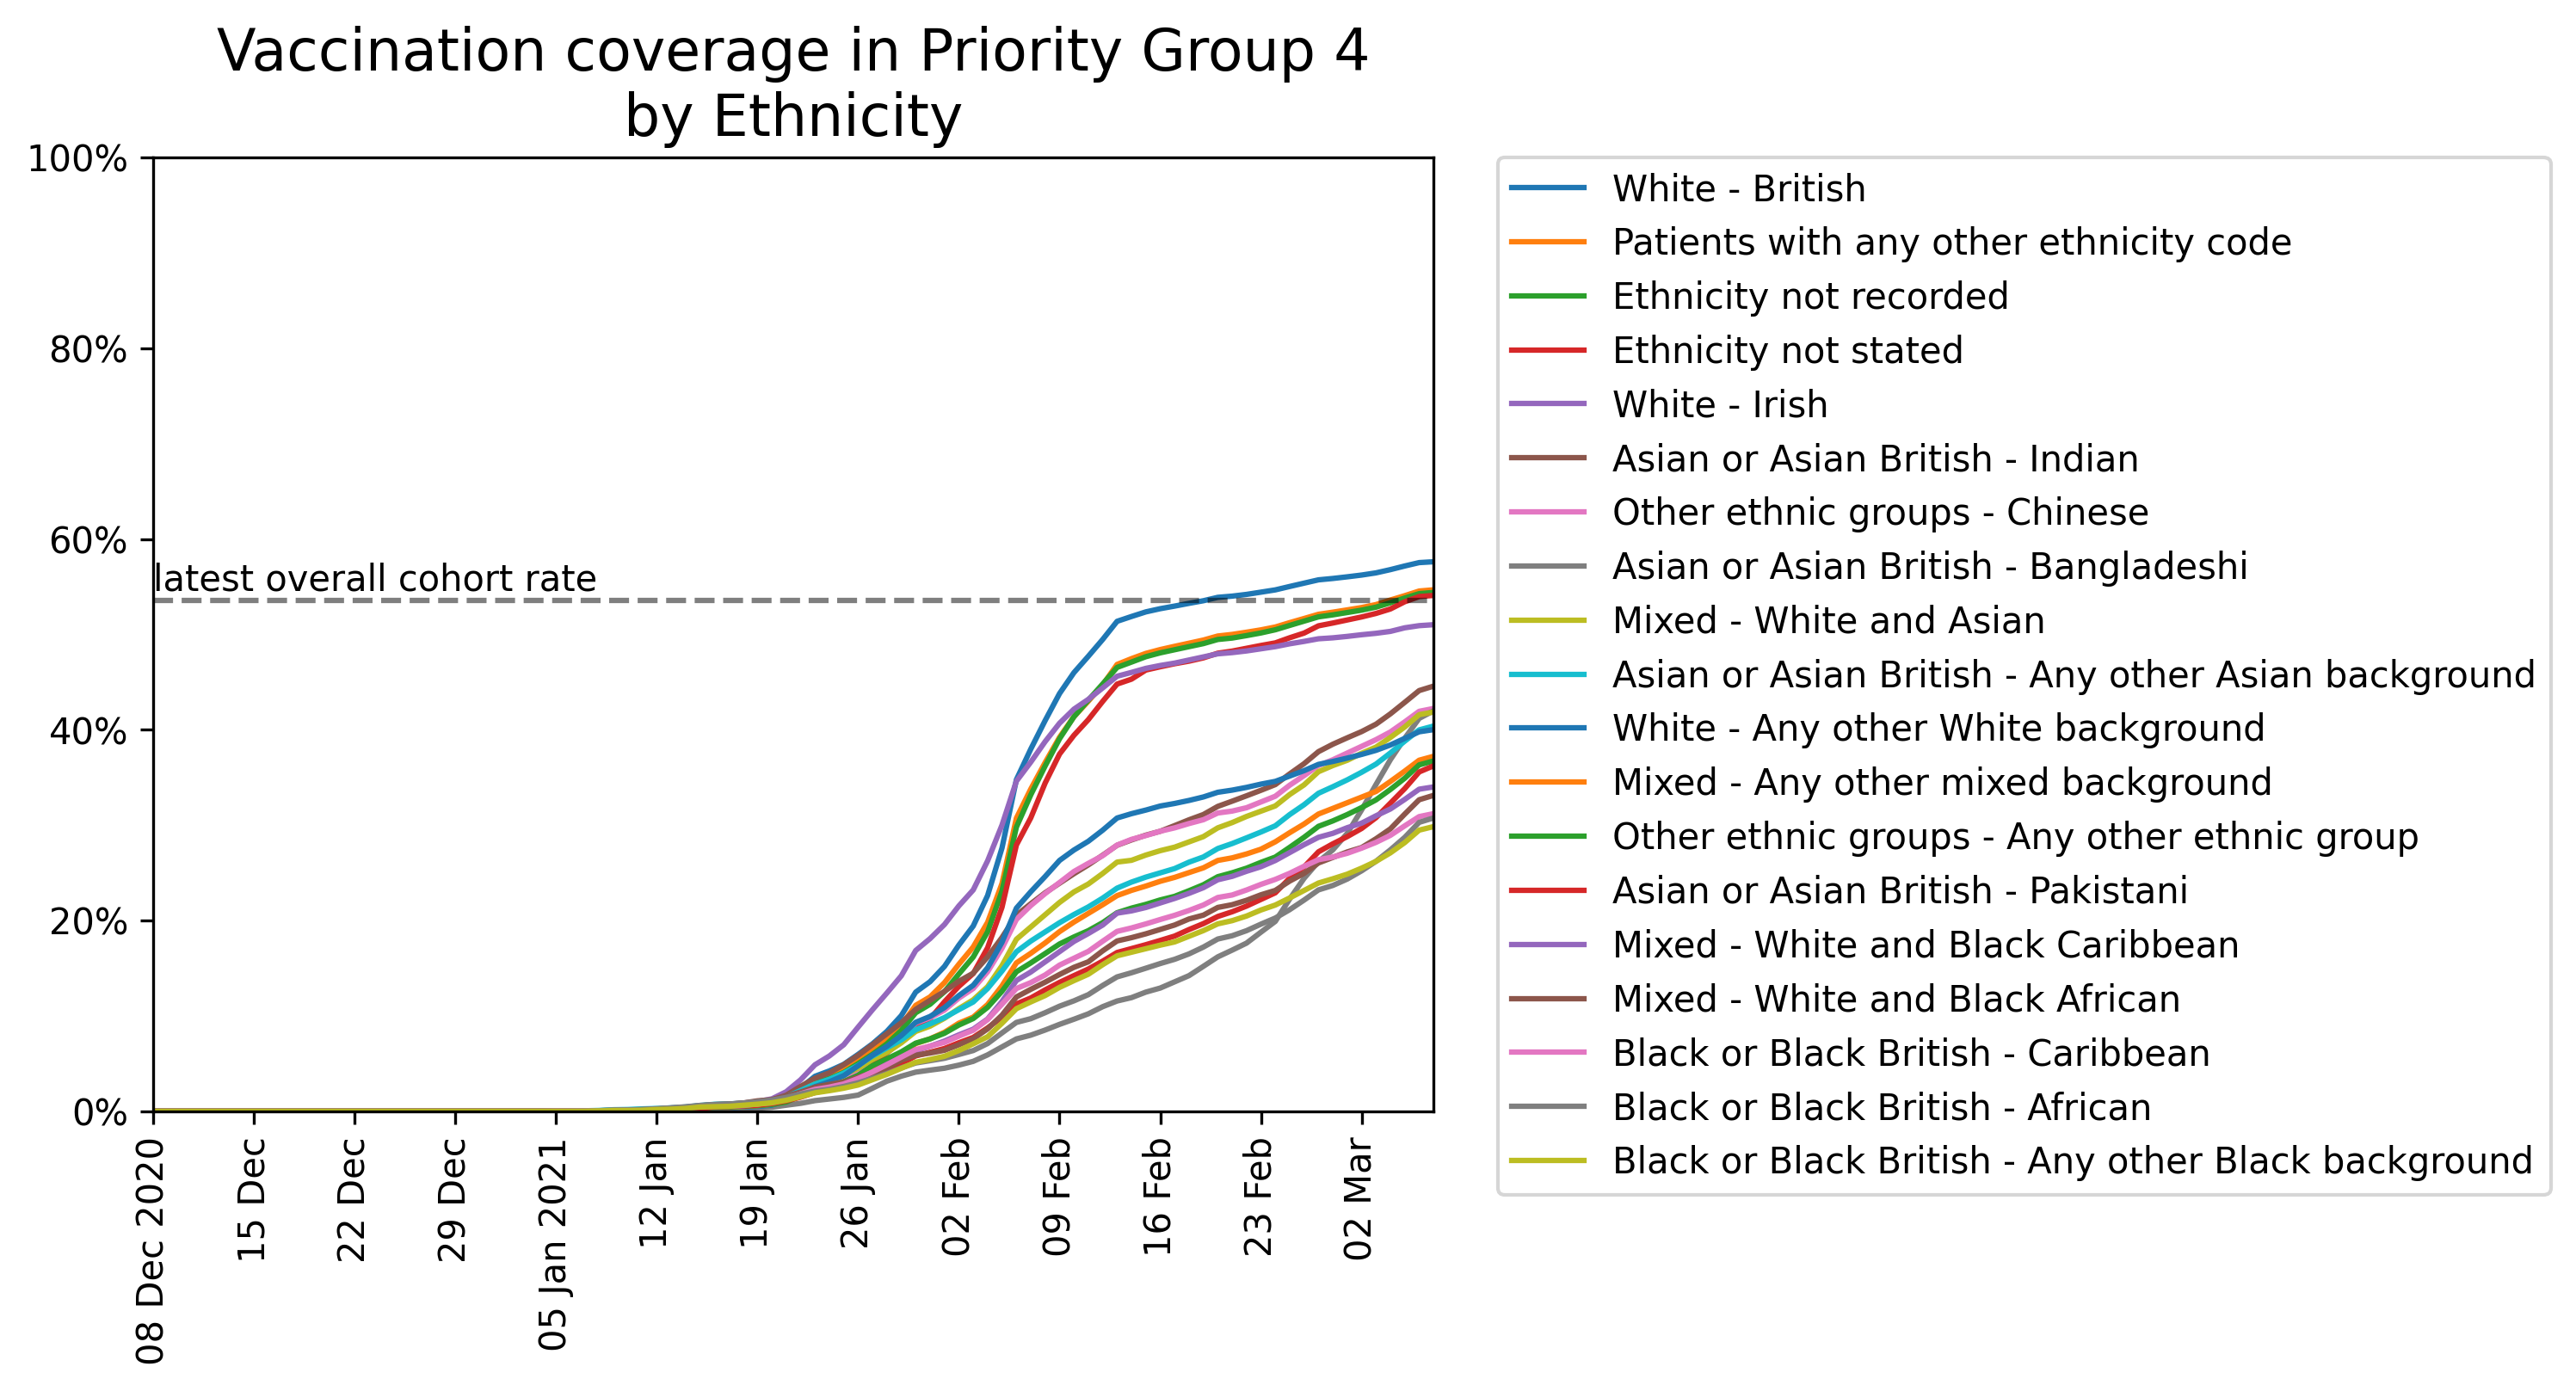 Vaccination coverage in Priority Group 4
by Ethnicity
100%
80%
60%
40%
20%
0%
latest overall cohort rate
08 Dec 2020
15 Dec
22 Dec
29 Dec
05 Jan 2021
12 Jan
19 Jan
26 Jan
02 Feb
09 Feb
16 Feb
23 Feb
02 Mar
White - British
Patients with any other ethnicity code
Ethnicity not recorded
Ethnicity not stated
White - Irish
Asian or Asian British - Indian
Other ethnic groups - Chinese
Asian or Asian British - Bangladeshi
Mixed - White and Asian
Asian or Asian British - Any other Asian background
White - Any other White background
Mixed - Any other mixed background
Other ethnic groups - Any other ethnic group
Asian or Asian British - Pakistani
Mixed - White and Black Caribbean
Mixed - White and Black African
Black or Black British - Caribbean
Black or Black British - African
Black or Black British - Any other Black background